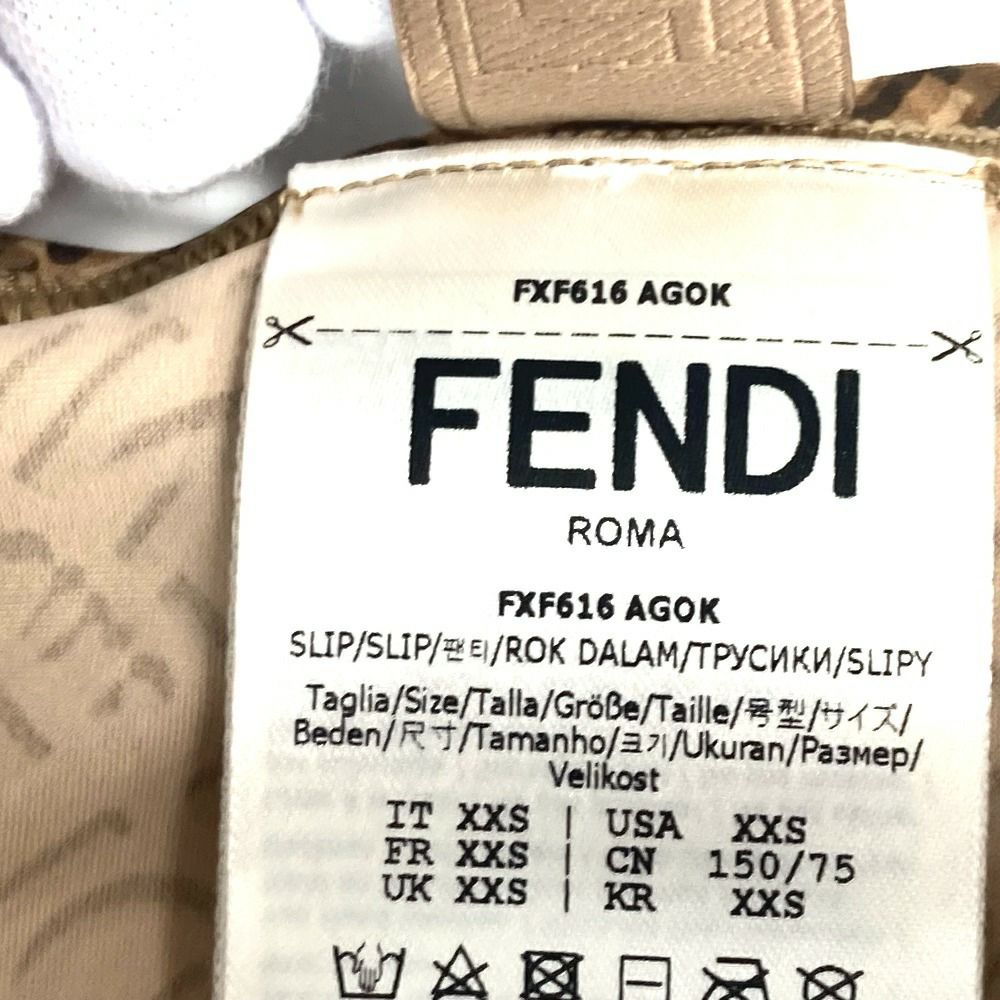 FXF616 AGOK
FENDI
ROMA
FXF616 AGOK
SLIP/SLIP/팬티/ROK DALAM/ТРУСИКИ/SLIPY
Taglia/Size/Talla/Größe/Taille/号型/サイズ/
Beden/尺寸/Tamanho/크기/Ukuran/Размер/
Velikost
IT XXS | USA XXS
FR XXS | CN 150/75
UK XXS | KR XXS